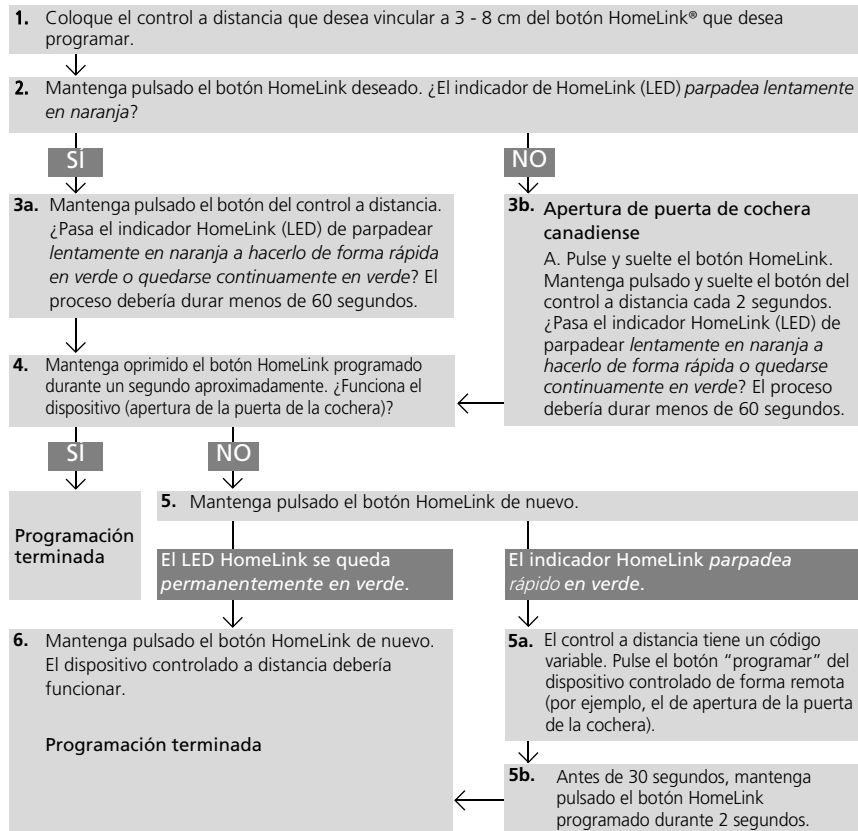 1. Coloque el control a distancia que desea vincular a 3 - 8 cm del botón HomeLink® que desea
programar.
2. Mantenga pulsado el botón HomeLink deseado. ¿El indicador de HomeLink (LED) parpadea lentamente
en naranja?
SÍ
NO
3a. Mantenga pulsado el botón del control a distancia.
¿Pasa el indicador HomeLink (LED) de parpadear
lentamente en naranja a hacerlo de forma rápida
en verde o quedarse continuamente en verde? El
proceso debería durar menos de 60 segundos.
3b. Apertura de puerta de cochera
canadiense
A. Pulse y suelte el botón HomeLink.
Mantenga pulsado y suelte el botón del
control a distancia cada 2 segundos.
¿Pasa el indicador HomeLink (LED) de
parpadear lentamente en naranja a
hacerlo de forma rápida o quedarse
continuamente en verde? El proceso
debería durar menos de 60 segundos.
4. Mantenga oprimido el botón HomeLink programado
durante un segundo aproximadamente. ¿Funciona el
dispositivo (apertura de la puerta de la cochera)?
SÍ
NO
Programación
terminada
5. Mantenga pulsado el botón HomeLink de nuevo.
El LED HomeLink se queda
permanentemente en verde.
El indicador HomeLink parpadea
rápido en verde.
6. Mantenga pulsado el botón HomeLink de nuevo.
El dispositivo controlado a distancia debería
funcionar.
Programación terminada
5a. El control a distancia tiene un código
variable. Pulse el botón “programar” del
dispositivo controlado de forma remota
(por ejemplo, el de apertura de la puerta
de la cochera).
5b. Antes de 30 segundos, mantenga
pulsado el botón HomeLink
programado durante 2 segundos.